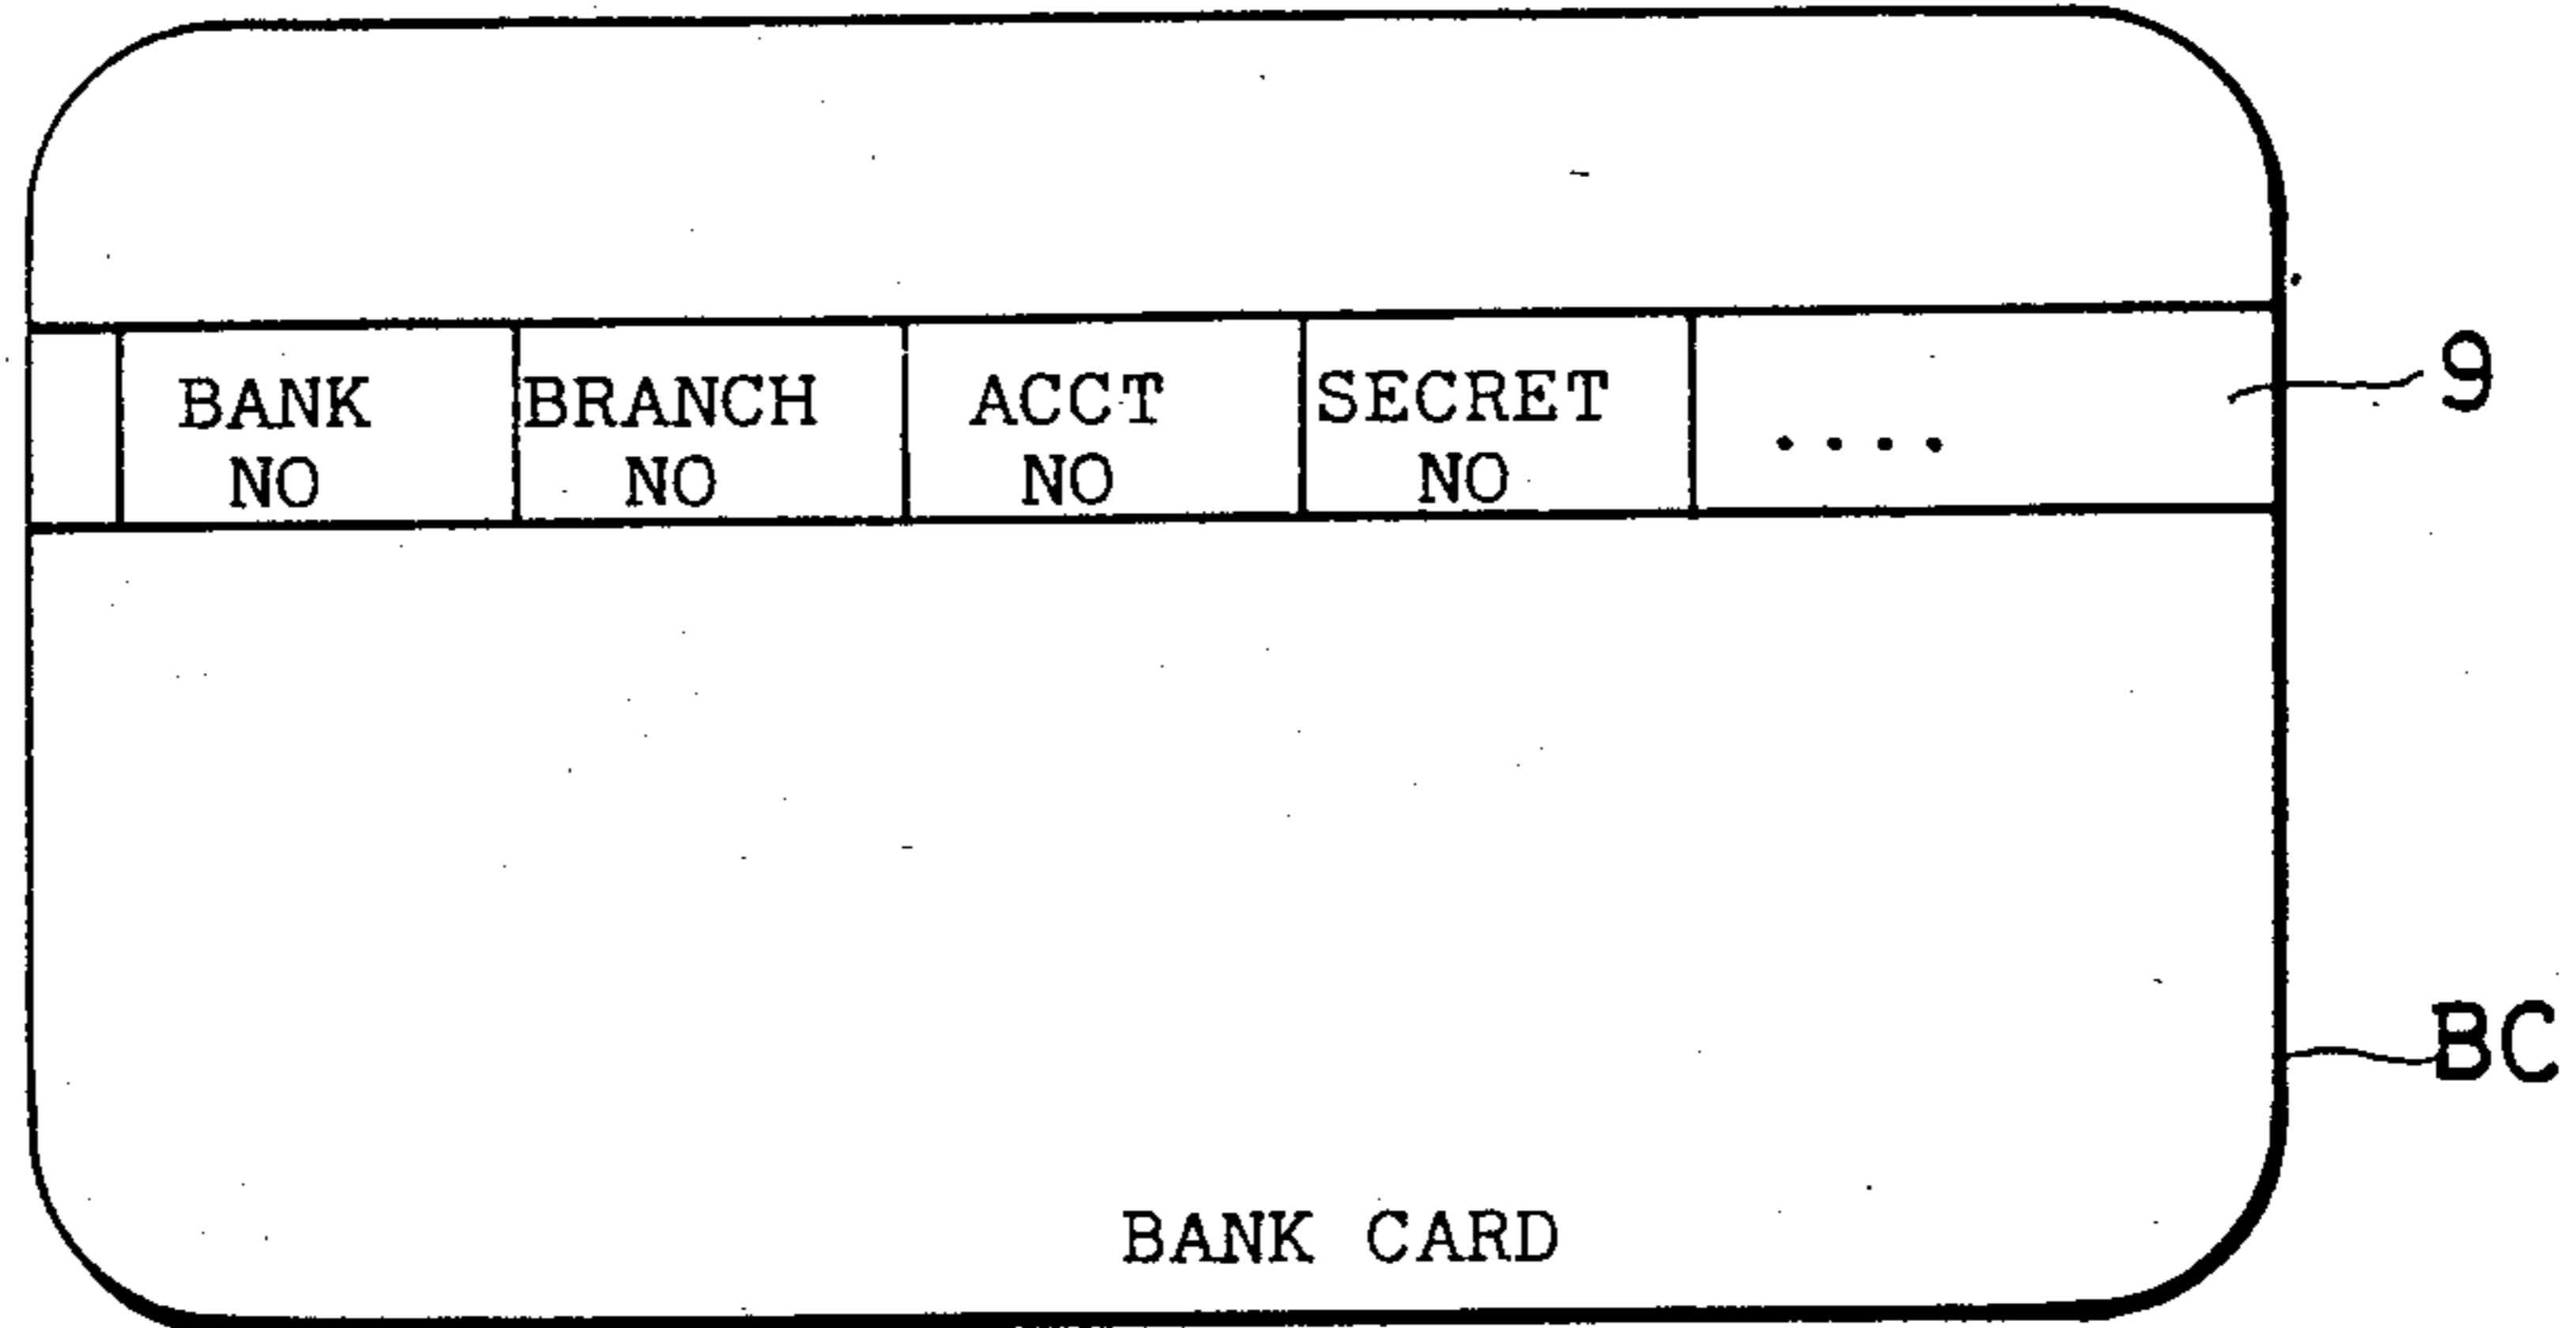 BANK NO
BRANCH NO
ACCT NO
SECRET NO
....
9
BC
BANK CARD